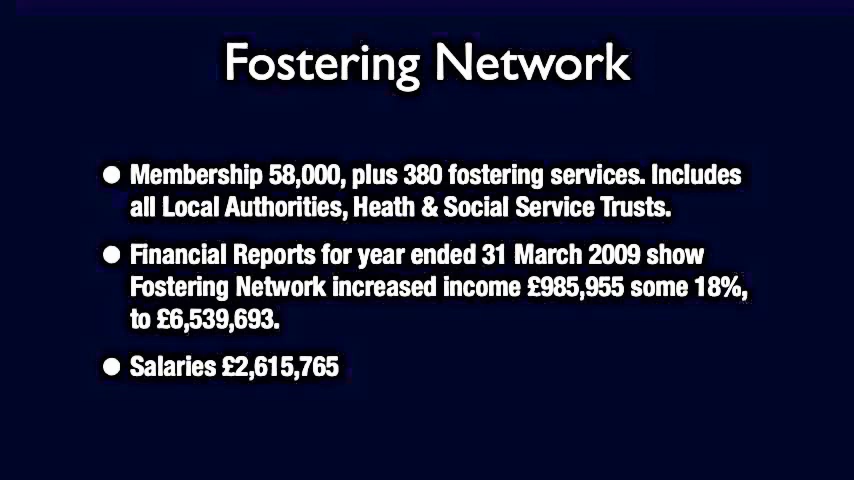 Fostering Network
● Membership 58,000, plus 380 fostering services. Includes
all Local Authorities, Heath & Social Service Trusts.
● Financial Reports for year ended 31 March 2009 show
Fostering Network increased income £985,955 some 18%,
to £6,539,693.
● Salaries £2,615,765